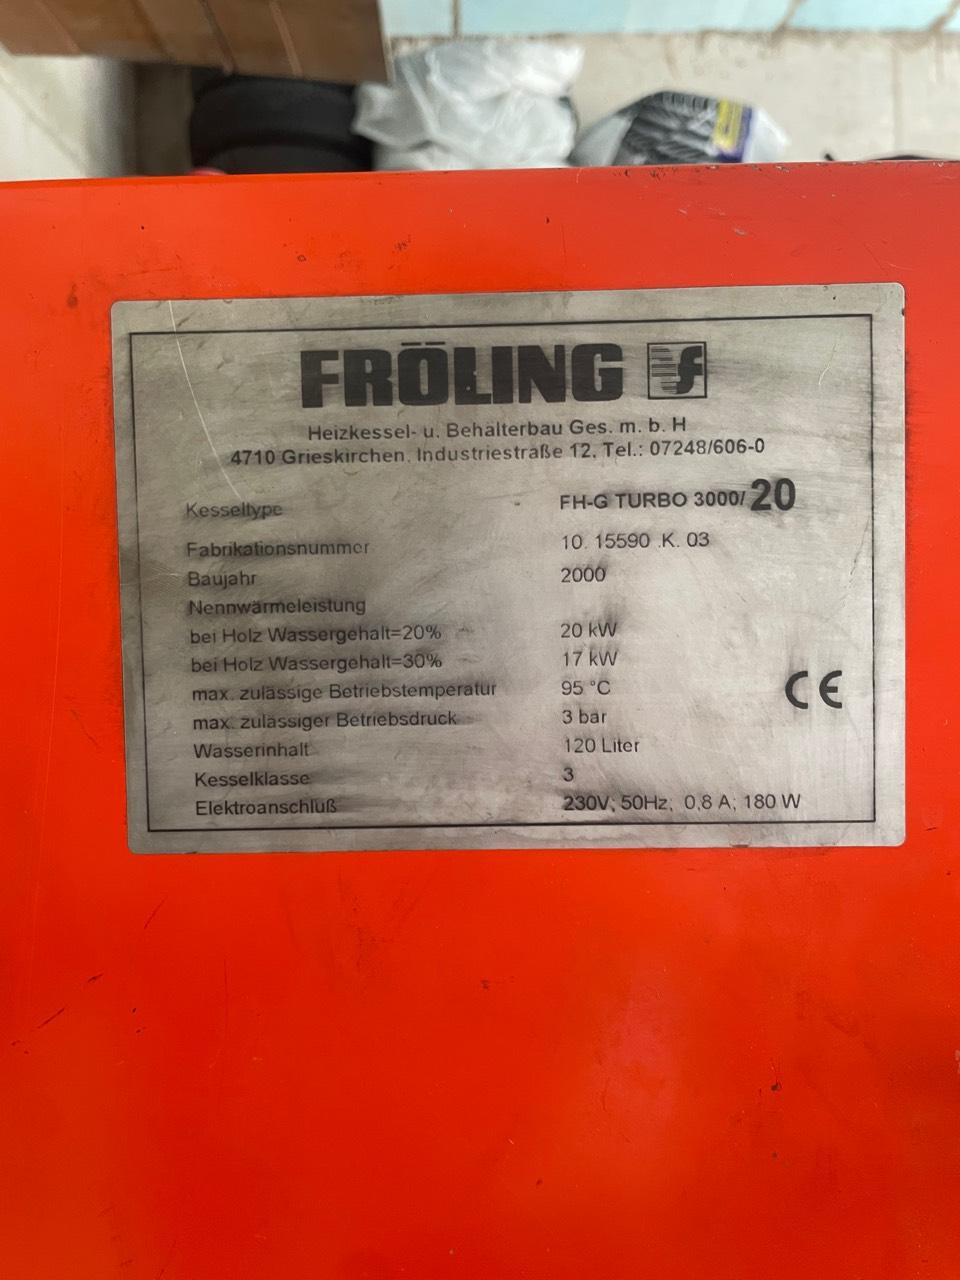 FRÖLING
Heizkessel- u. Behälterbau Ges. m. b. H
4710 Grieskirchen, Industriestraße 12, Tel.: 07248/606-0
Kesseltype - FH-G TURBO 3000/ 20
Fabrikationsnummer 10. 15590 .K. 03
Baujahr 2000
Nennwärmeleistung
bei Holz Wassergehalt=20% 20 kW
bei Holz Wassergehalt=30% 17 kW
max. zulässige Betriebstemperatur 95 °C
max. zulässiger Betriebsdruck 3 bar
Wasserinhalt 120 Liter
Kesselklasse 3
Elektroanschluß 230V; 50Hz; 0,8 A; 180 W
CE